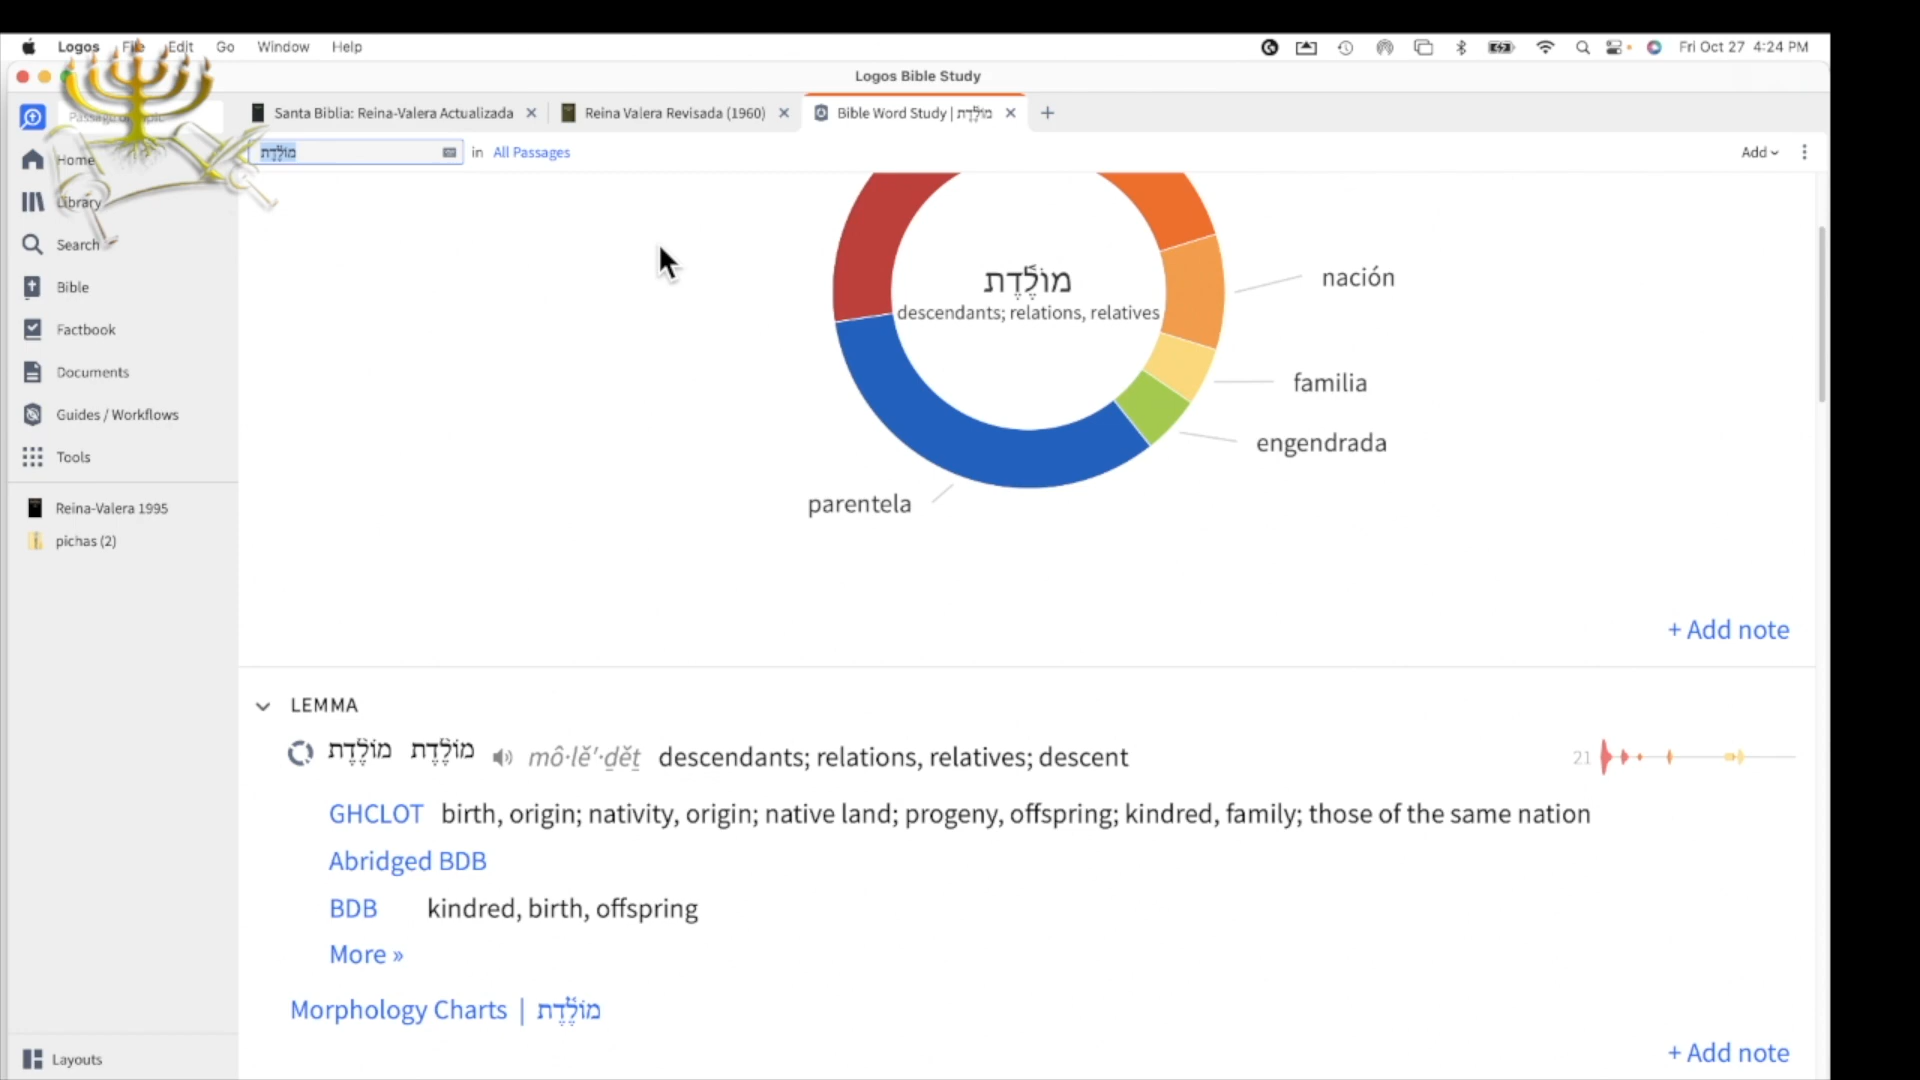 Logos File Edit Go Window Help Fri Oct 27 4:24 PM
Logos Bible Study
Santa Biblia: Reina-Valera Actualizada Reina Valera Revisada (1960) Bible Word Study | מוֹלֶדֶת
מוֹלֶדֶת in All Passages Add
Home
Library
Search
Bible
Factbook
Documents
Guides / Workflows
Tools
Reina-Valera 1995
pichas (2)
Layouts
מוֹלֶ֫דֶת
descendants; relations, relatives
nación
familia
engendrada
parentela
+ Add note
LEMMA
מוֹלֶ֫דֶת מוֹלֶ֫דֶת mô·lě′·ḏěṯ descendants; relations, relatives; descent 21
GHCLOT birth, origin; nativity, origin; native land; progeny, offspring; kindred, family; those of the same nation
Abridged BDB
BDB kindred, birth, offspring
More »
Morphology Charts | מוֹלֶ֫דֶת
+ Add note